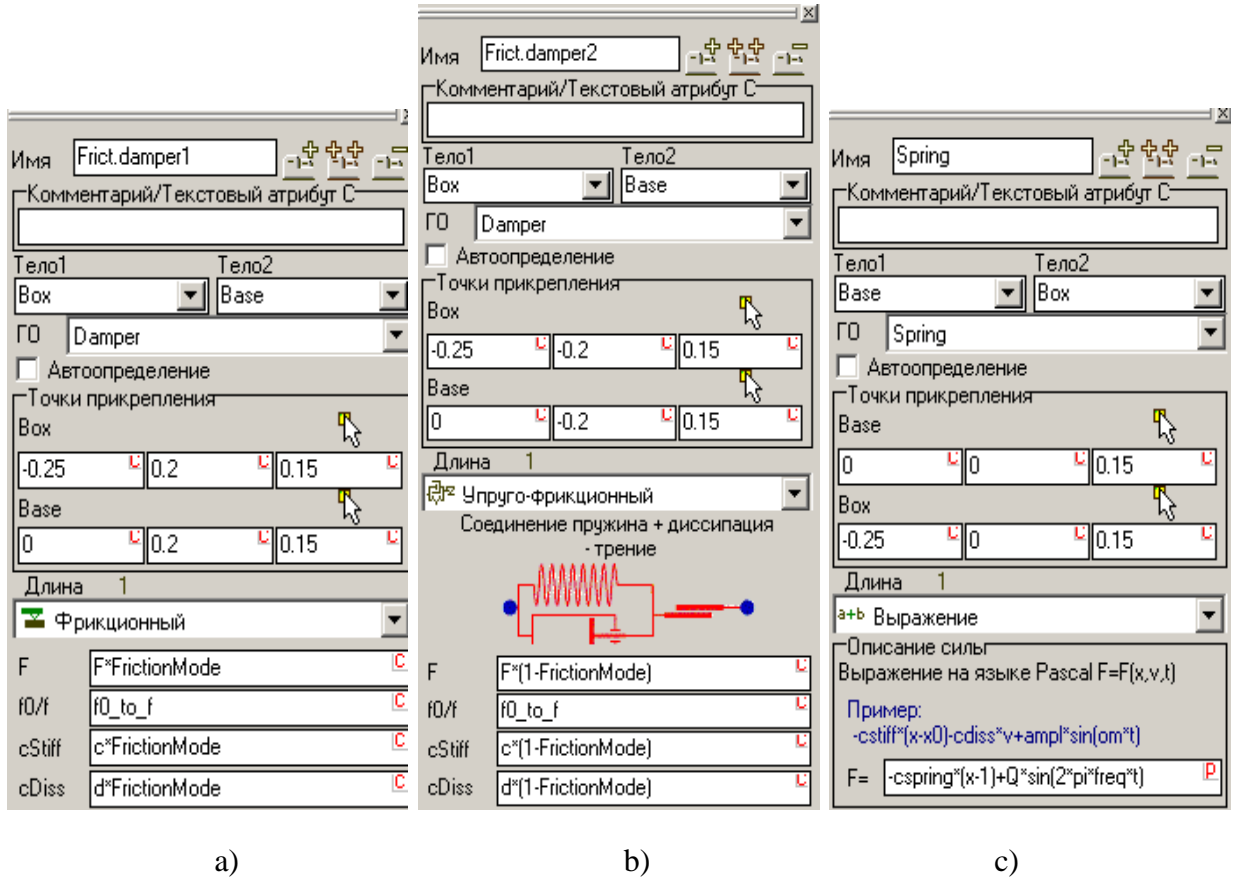 Имя Frict.damper1
Комментарий/Текстовый атрибут C
Тело1 Тело2
Box Base
ГО Damper
Автоопределение
Точки прикрепления
Box
-0.25 C 0.2 C 0.15 C
Base
0 C 0.2 C 0.15 C
Длина 1
Фрикционный
F F*FrictionMode C
f0/f f0_to_f C
cStiff c*FrictionMode C
cDiss d*FrictionMode C
a)
Имя Frict.damper2
Комментарий/Текстовый атрибут C
Тело1 Тело2
Box Base
ГО Damper
Автоопределение
Точки прикрепления
Box
-0.25 C -0.2 C 0.15 C
Base
0 C -0.2 C 0.15 C
Длина 1
Упруго-фрикционный
Соединение пружина + диссипация
- трение
F F*(1-FrictionMode) C
f0/f f0_to_f C
cStiff c*(1-FrictionMode) C
cDiss d*(1-FrictionMode) C
b)
Имя Spring
Комментарий/Текстовый атрибут C
Тело1 Тело2
Base Box
ГО Spring
Автоопределение
Точки прикрепления
Base
0 C 0 C 0.15 C
Box
-0.25 C 0 C 0.15 C
Длина 1
a+b Выражение
Описание силы
Выражение на языке Pascal F=F(x,v,t)
Пример:
-cstiff*(x-x0)-cdiss*v+ampl*sin(om*t)
F= -cspring*(x-1)+Q*sin(2*pi*freq*t) P
c)